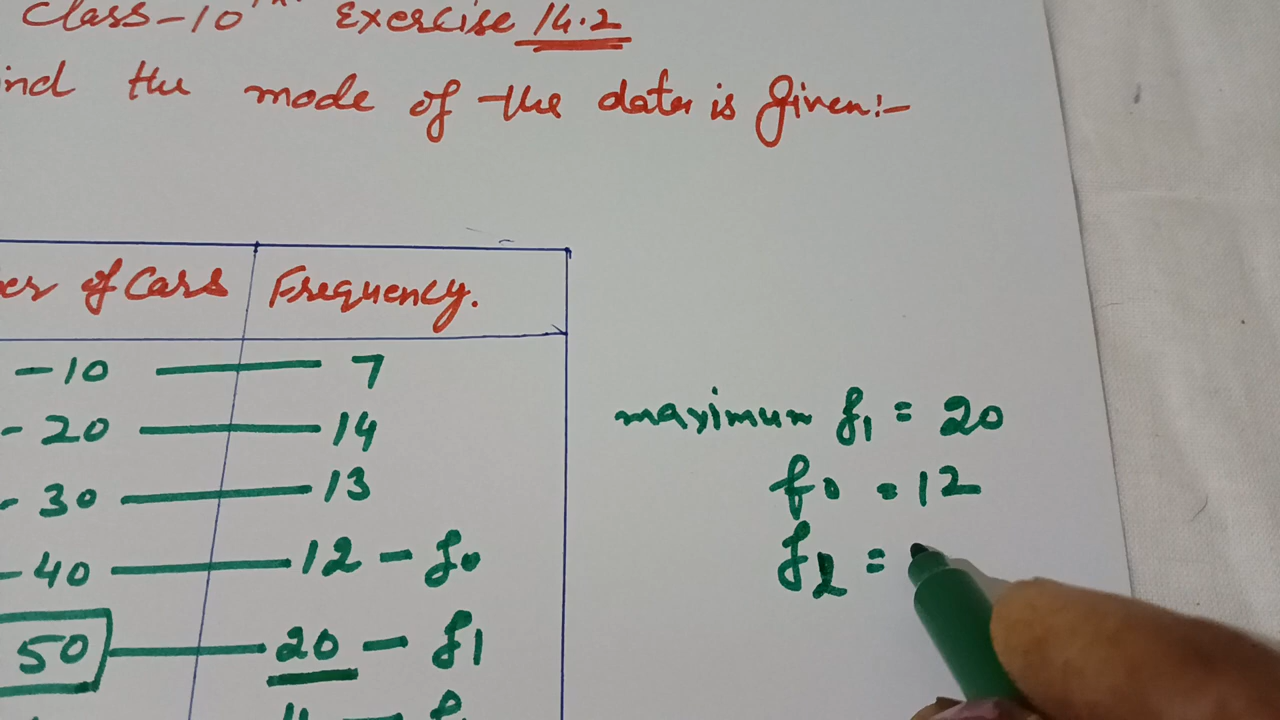 Class-10th Exercise 14.2
ind the mode of the data is given:-
er of Cars Frequency.
-10 7
- 20 14
- 30 13
-40 12 - f0
50 20 - f1
maximum f1 = 20
f0 = 12
f2 =